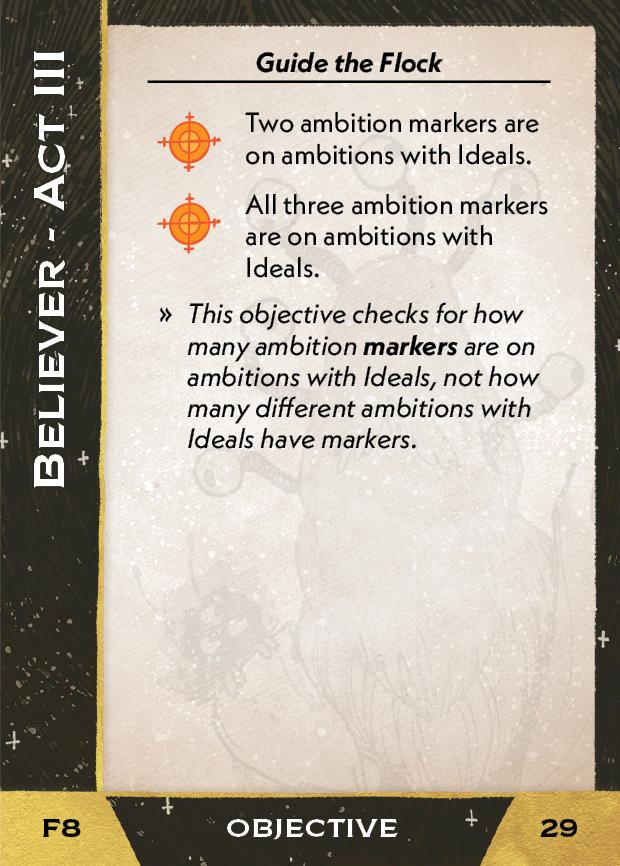 BELIEVER - ACT III
Guide the Flock
Two ambition markers are
on ambitions with Ideals.
All three ambition markers
are on ambitions with
Ideals.
» This objective checks for how
many ambition markers are on
ambitions with Ideals, not how
many different ambitions with
Ideals have markers.
F8
OBJECTIVE
29